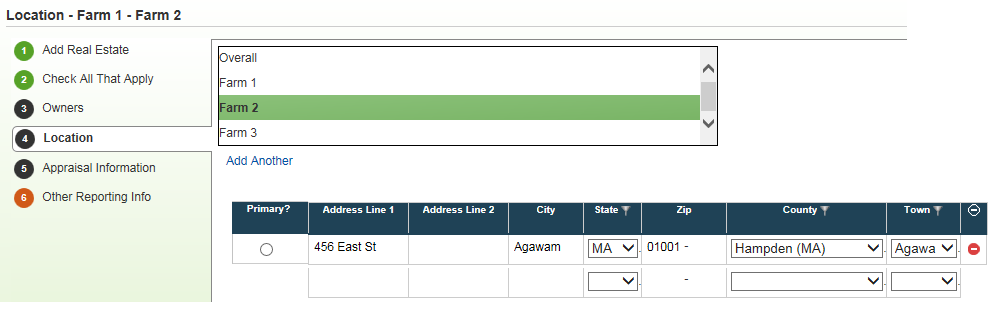 Location - Farm 1 - Farm 2
1 Add Real Estate
2 Check All That Apply
3 Owners
4 Location
5 Appraisal Information
6 Other Reporting Info
Overall
Farm 1
Farm 2
Farm 3
Add Another
Primary? Address Line 1 Address Line 2 City State Zip County Town
456 East St Agawam MA 01001 - Hampden (MA) Agawa
-